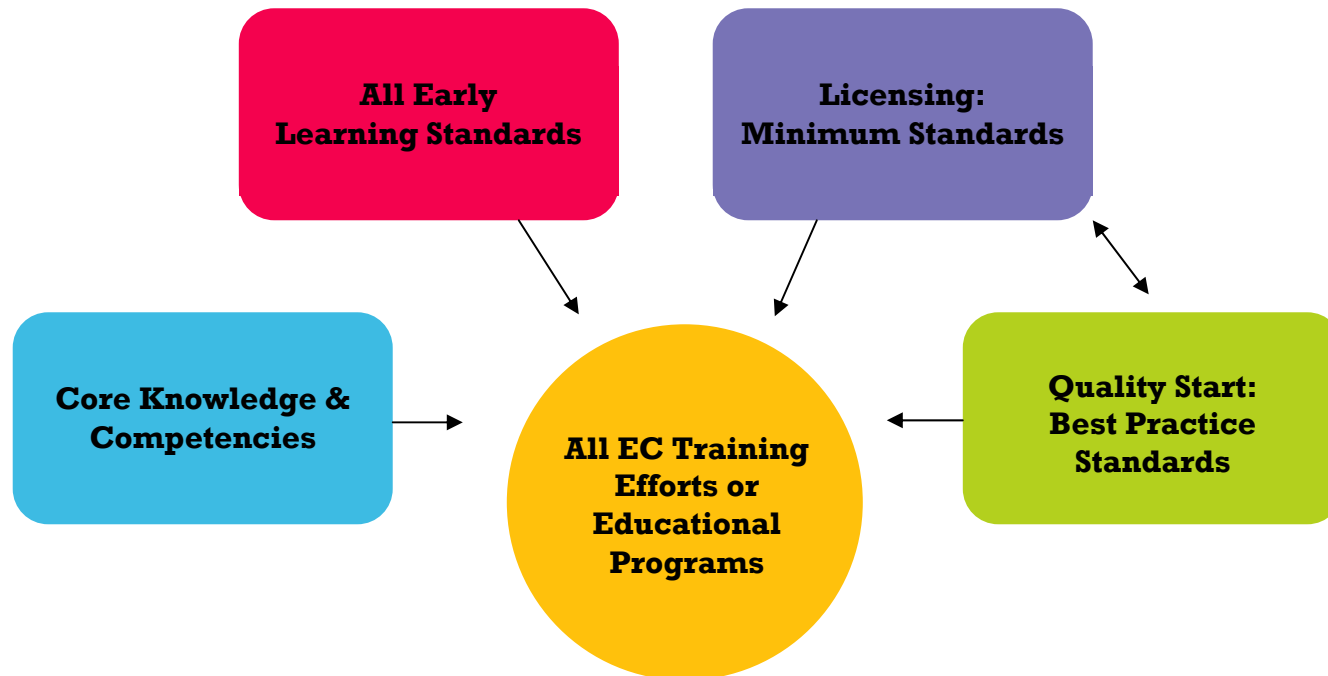 All Early
Learning Standards
Licensing:
Minimum Standards
Core Knowledge &
Competencies
All EC Training
Efforts or
Educational
Programs
Quality Start:
Best Practice
Standards